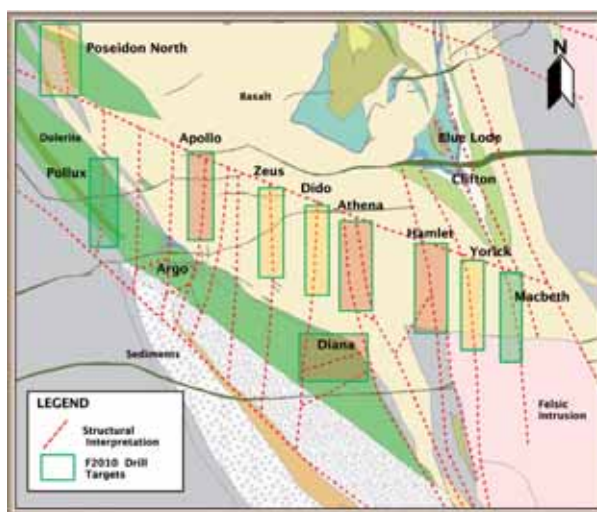 Poseidon North
N
Basalt
Dolerite
Apollo
Blue Lode
Pollux
Zeus
Clifton
Dido
Athena
Hamlet
Yorick
Argo
Macbeth
Diana
Sediments
Felsic
Intrusion
LEGEND
Structural
Interpretation
F2010 Drill
Targets